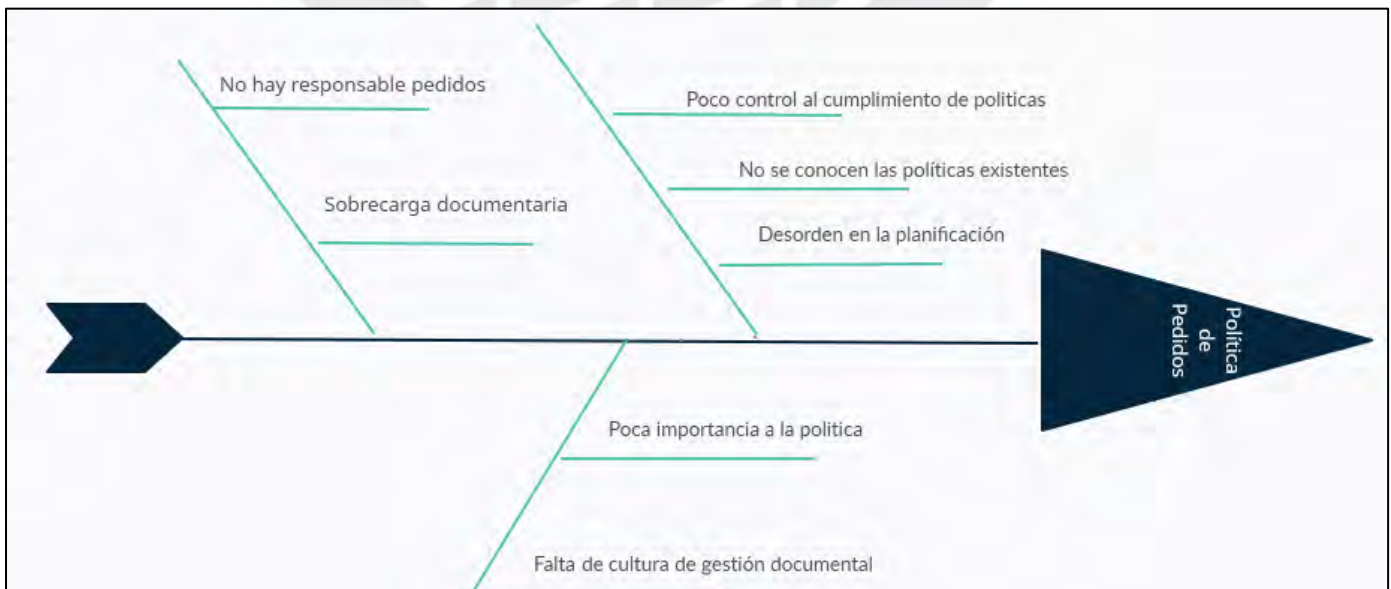 No hay responsable pedidos
Sobrecarga documentaria
Poco control al cumplimiento de politicas
No se conocen las políticas existentes
Desorden en la planificación
Política
de
Pedidos
Poca importancia a la politica
Falta de cultura de gestión documental